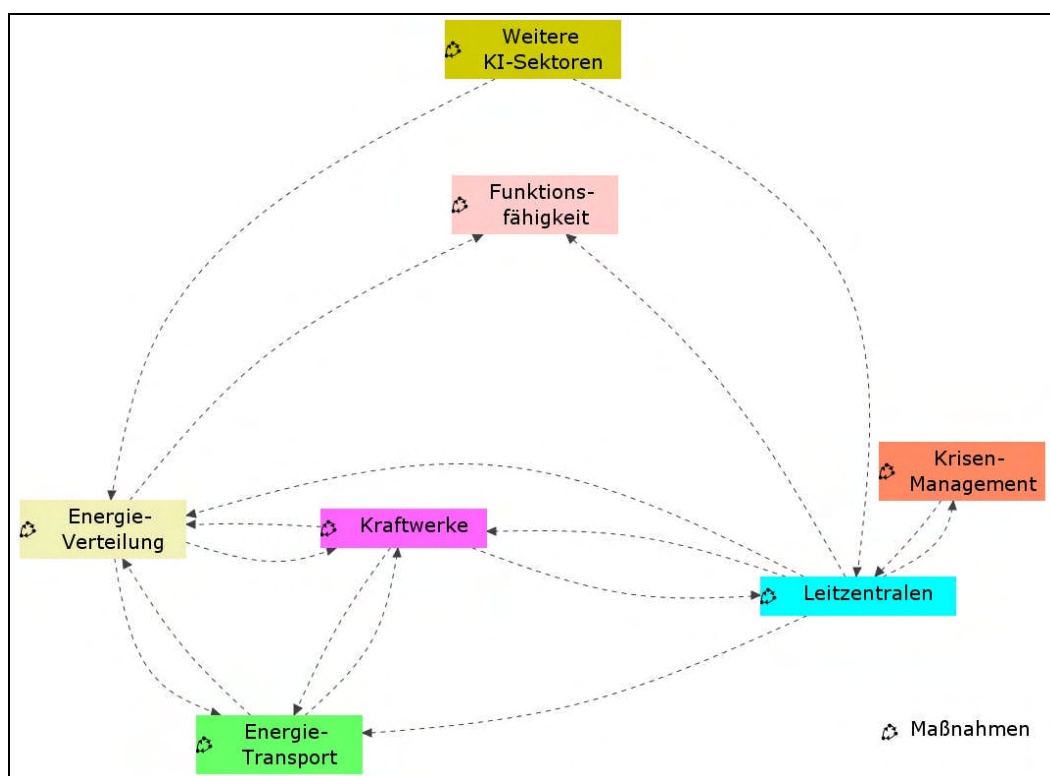 Weitere
KI-Sektoren
Funktions-
fähigkeit
Krisen-
Management
Energie-
Verteilung
Kraftwerke
Leitzentralen
Energie-
Transport
Maßnahmen